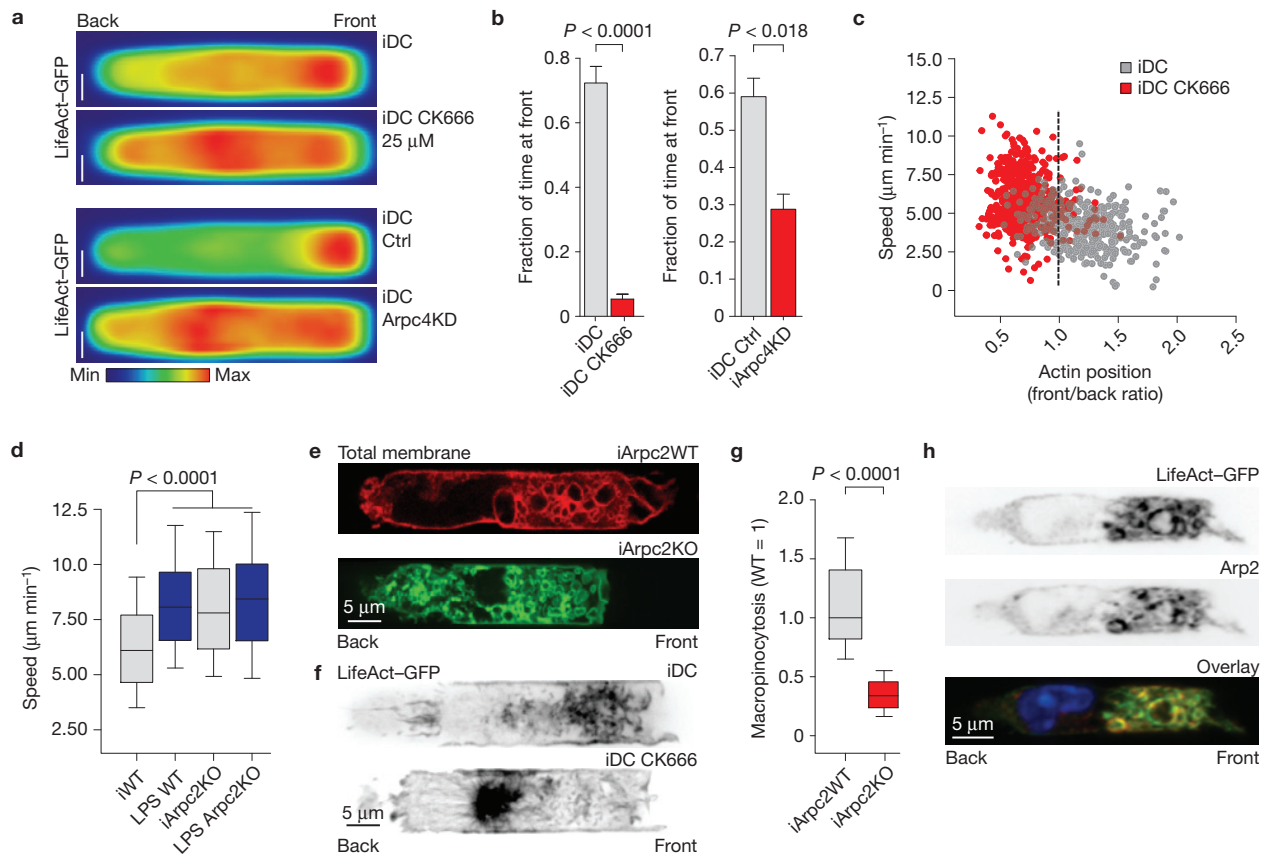 a
Back
Front
LifeAct–GFP
iDC
iDC CK666
25 μM
LifeAct–GFP
iDC
Ctrl
iDC
Arpc4KD
Min
Max
b
P < 0.0001
Fraction of time at front
0.8
0.6
0.4
0.2
0
iDC
iDC CK666
P < 0.018
Fraction of time at front
0.7
0.6
0.5
0.4
0.3
0.2
0.1
0
iDC Ctrl
iArpc4KD
c
iDC
iDC CK666
Speed (μm min⁻¹)
12.5
10.0
7.50
5.00
2.50
0
0.5
1.0
1.5
2.0
2.5
Actin position
(front/back ratio)
d
P < 0.0001
Speed (μm min⁻¹)
12.5
10.0
7.50
5.00
2.50
iWT
LPS WT
iArpc2KO
LPS Arpc2KO
e
Total membrane
iArpc2WT
iArpc2KO
5 μm
Back
Front
f
LifeAct–GFP
iDC
iDC CK666
5 μm
Back
Front
g
P < 0.0001
Macropinocytosis (WT = 1)
2.0
1.5
1.0
0.5
0
iArpc2WT
iArpc2KO
h
LifeAct–GFP
Arp2
Overlay
5 μm
Back
Front